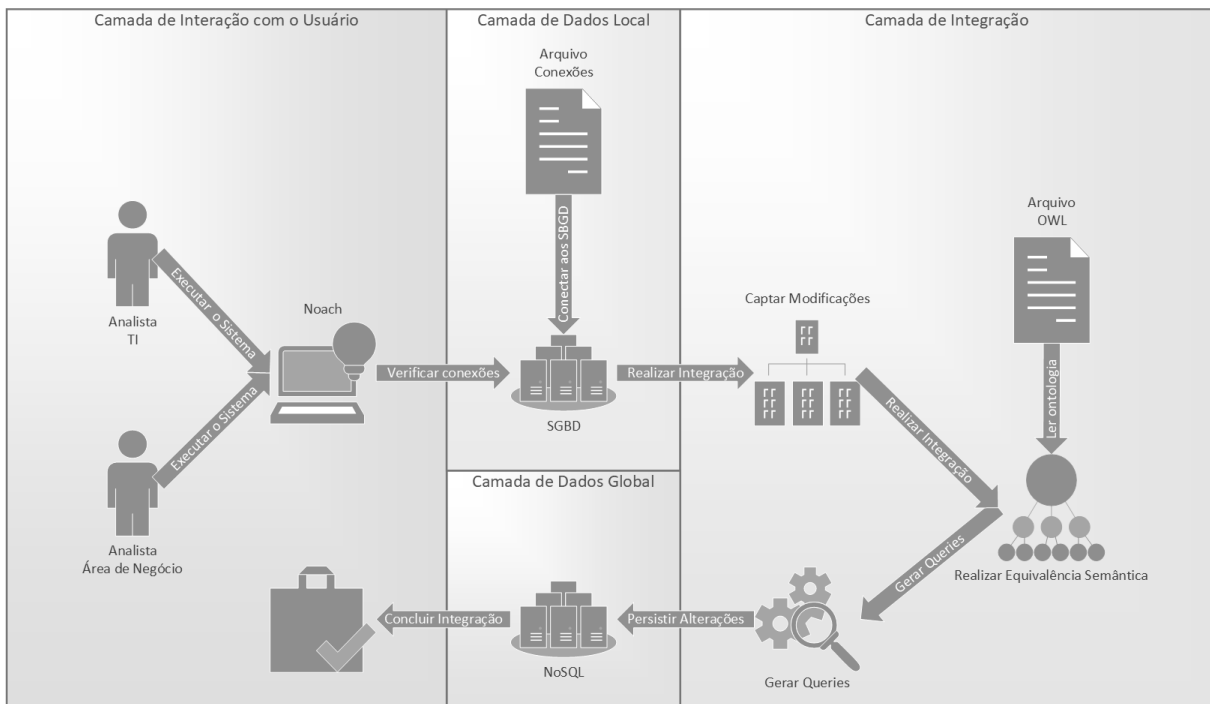 Camada de Interação com o Usuário
Analista
TI
Executar o Sistema
Noach
Executar o Sistema
Analista
Área de Negócio
Verificar conexões
Camada de Dados Local
Arquivo
Conexões
Conectar aos SBGD
SGBD
Realizar Integração
Camada de Integração
Captar Modificações
Arquivo
OWL
Ler ontologia
Realizar Integração
Realizar Equivalência Semântica
Gerar Queries
Gerar Queries
Persistir Alterações
Camada de Dados Global
NoSQL
Concluir Integração